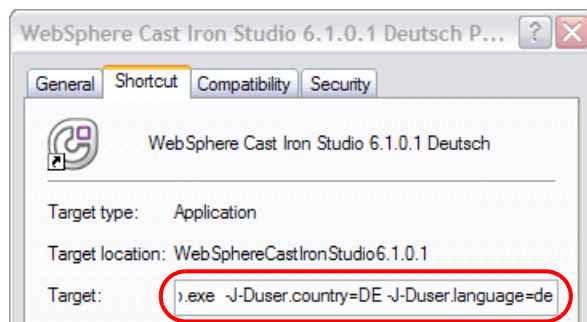 WebSphere Cast Iron Studio 6.1.0.1 Deutsch P... ? X
General Shortcut Compatibility Security
WebSphere Cast Iron Studio 6.1.0.1 Deutsch
Target type: Application
Target location: WebSphereCastIronStudio6.1.0.1
Target: .exe -J-Duser.country=DE -J-Duser.language=de